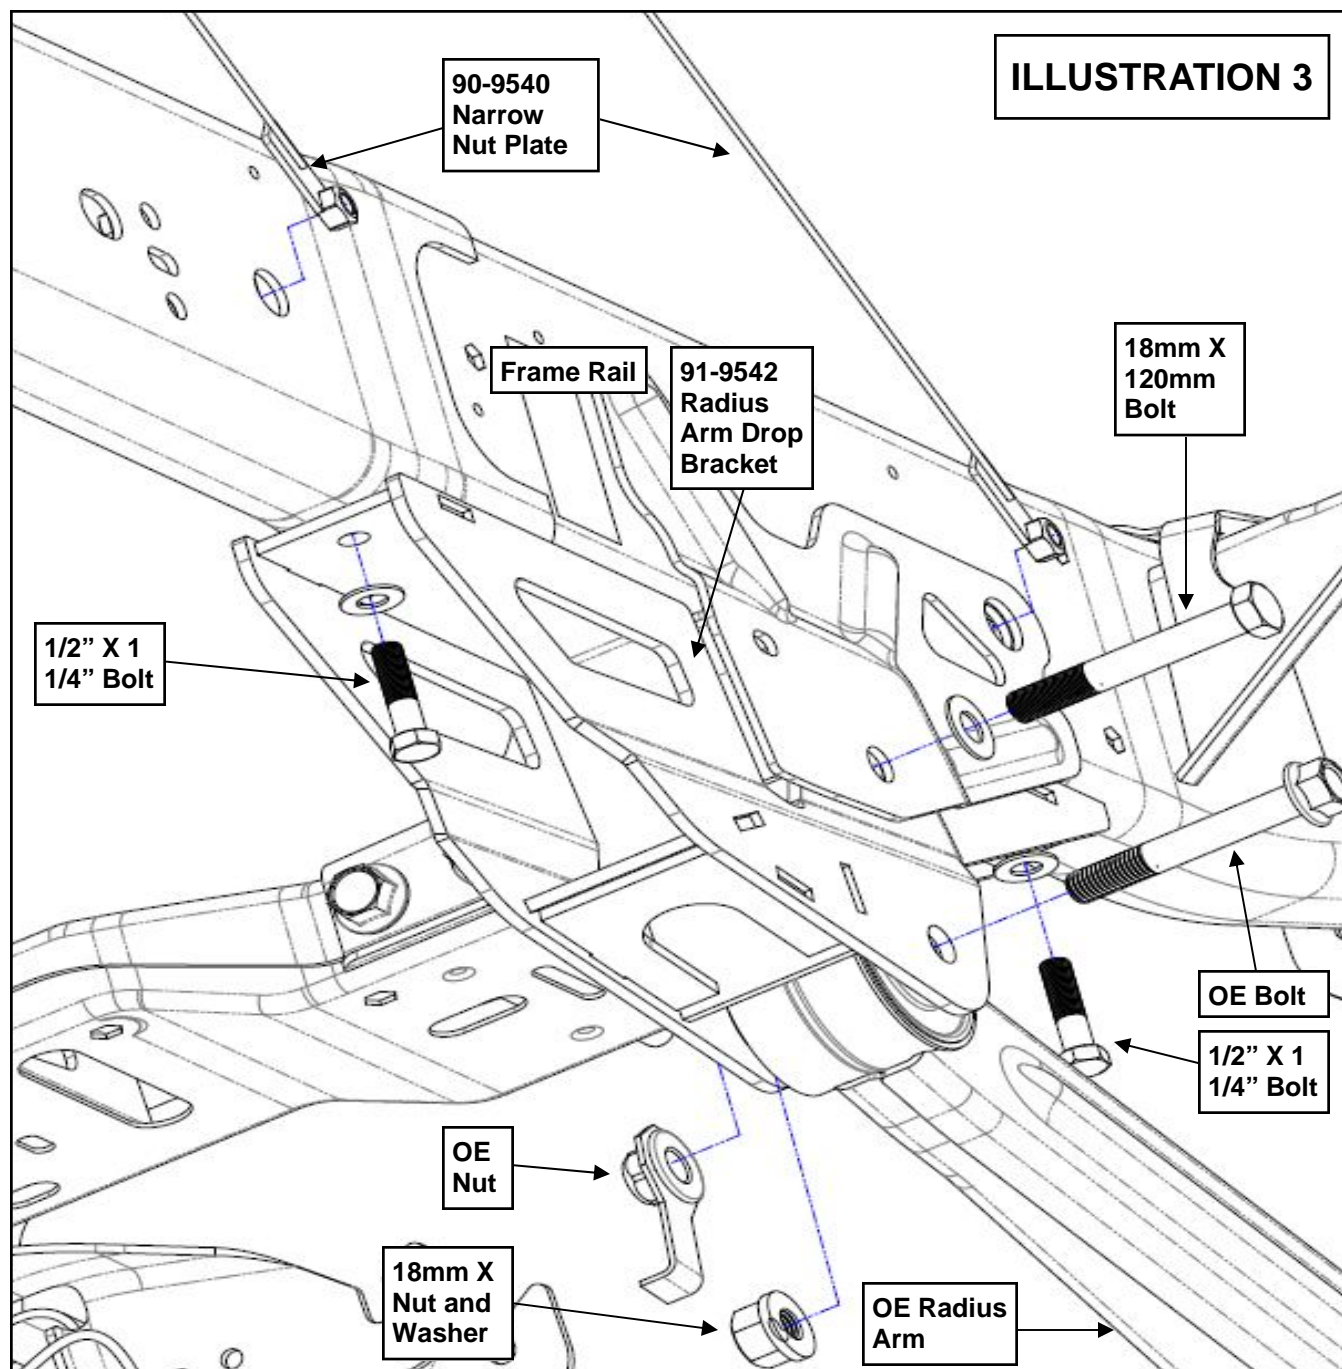 ILLUSTRATION 3
90-9540
Narrow
Nut Plate
Frame Rail
91-9542
Radius
Arm Drop
Bracket
18mm X
120mm
Bolt
1/2” X 1
1/4” Bolt
OE Bolt
1/2” X 1
1/4” Bolt
OE
Nut
18mm X
Nut and
Washer
OE Radius
Arm